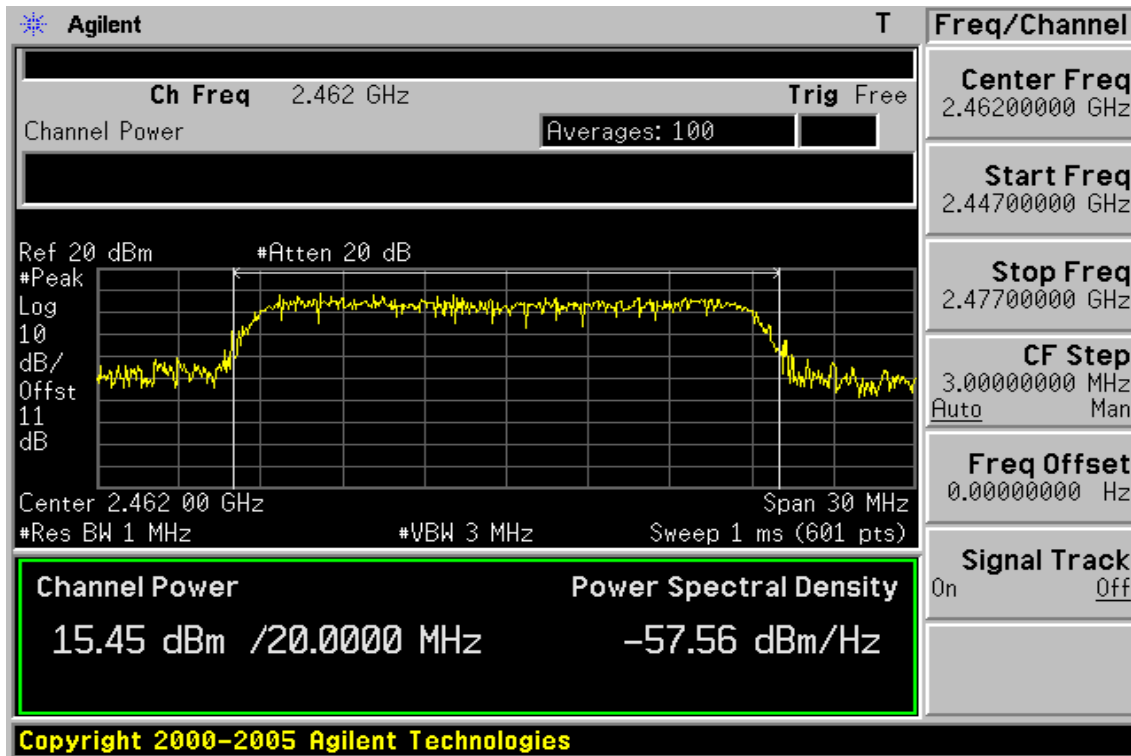 Agilent T Freq/Channel
Ch Freq 2.462 GHz Trig Free
Channel Power Averages: 100
Ref 20 dBm #Atten 20 dB
#Peak
Log
10
dB/
Offst
11
dB
Center 2.462 00 GHz Span 30 MHz
#Res BW 1 MHz #VBW 3 MHz Sweep 1 ms (601 pts)
Channel Power Power Spectral Density
15.45 dBm /20.0000 MHz -57.56 dBm/Hz
Center Freq
2.46200000 GHz
Start Freq
2.44700000 GHz
Stop Freq
2.47700000 GHz
CF Step
3.00000000 MHz
Auto Man
Freq Offset
0.00000000 Hz
Signal Track
On Off
Copyright 2000-2005 Agilent Technologies